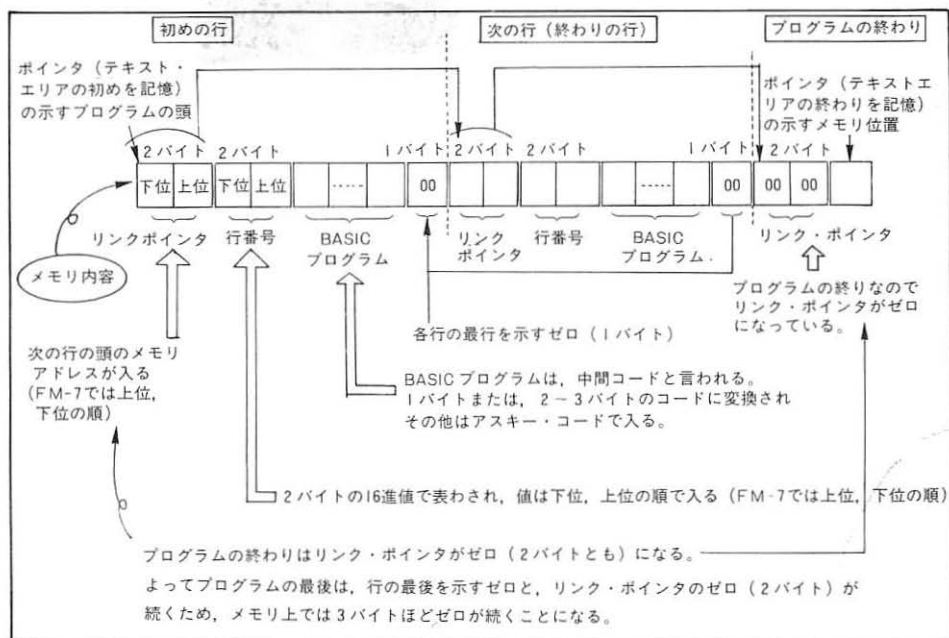 初めの行
次の行（終わりの行）
プログラムの終わり
ポインタ（テキスト・
エリアの初めを記憶）
の示すプログラムの頭
ポインタ（テキストエ
リアの終わりを記憶）
の示すメモリ位置
2バイト 2バイト 1バイト 2バイト 2バイト 1バイト 2バイト
下位 上位 下位 上位 ‥‥‥ 00 ‥‥‥ 00 00 00
リンクポインタ
行番号
BASIC
プログラム
リンク
ポインタ
行番号
BASIC
プログラム.
リンク・ポインタ
メモリ内容
プログラムの終りなので
リンク・ポインタがゼロ
になっている。
各行の最行を示すゼロ（1バイト）
次の行の頭のメモリ
アドレスが入る
(FM-7では上位,
下位の順)
BASICプログラムは，中間コードと言われる。
1バイトまたは，2～3バイトのコードに変換され
その他はアスキー・コードで入る。
2バイトの16進値で表わされ，値は下位，上位の順で入る（FM-7では上位，下位の順）
プログラムの終わりはリンク・ポインタがゼロ（2バイトとも）になる。
よってプログラムの最後は，行の最後を示すゼロと，リンク・ポインタのゼロ（2バイト）が
続くため，メモリ上では3バイトほどゼロが続くことになる。